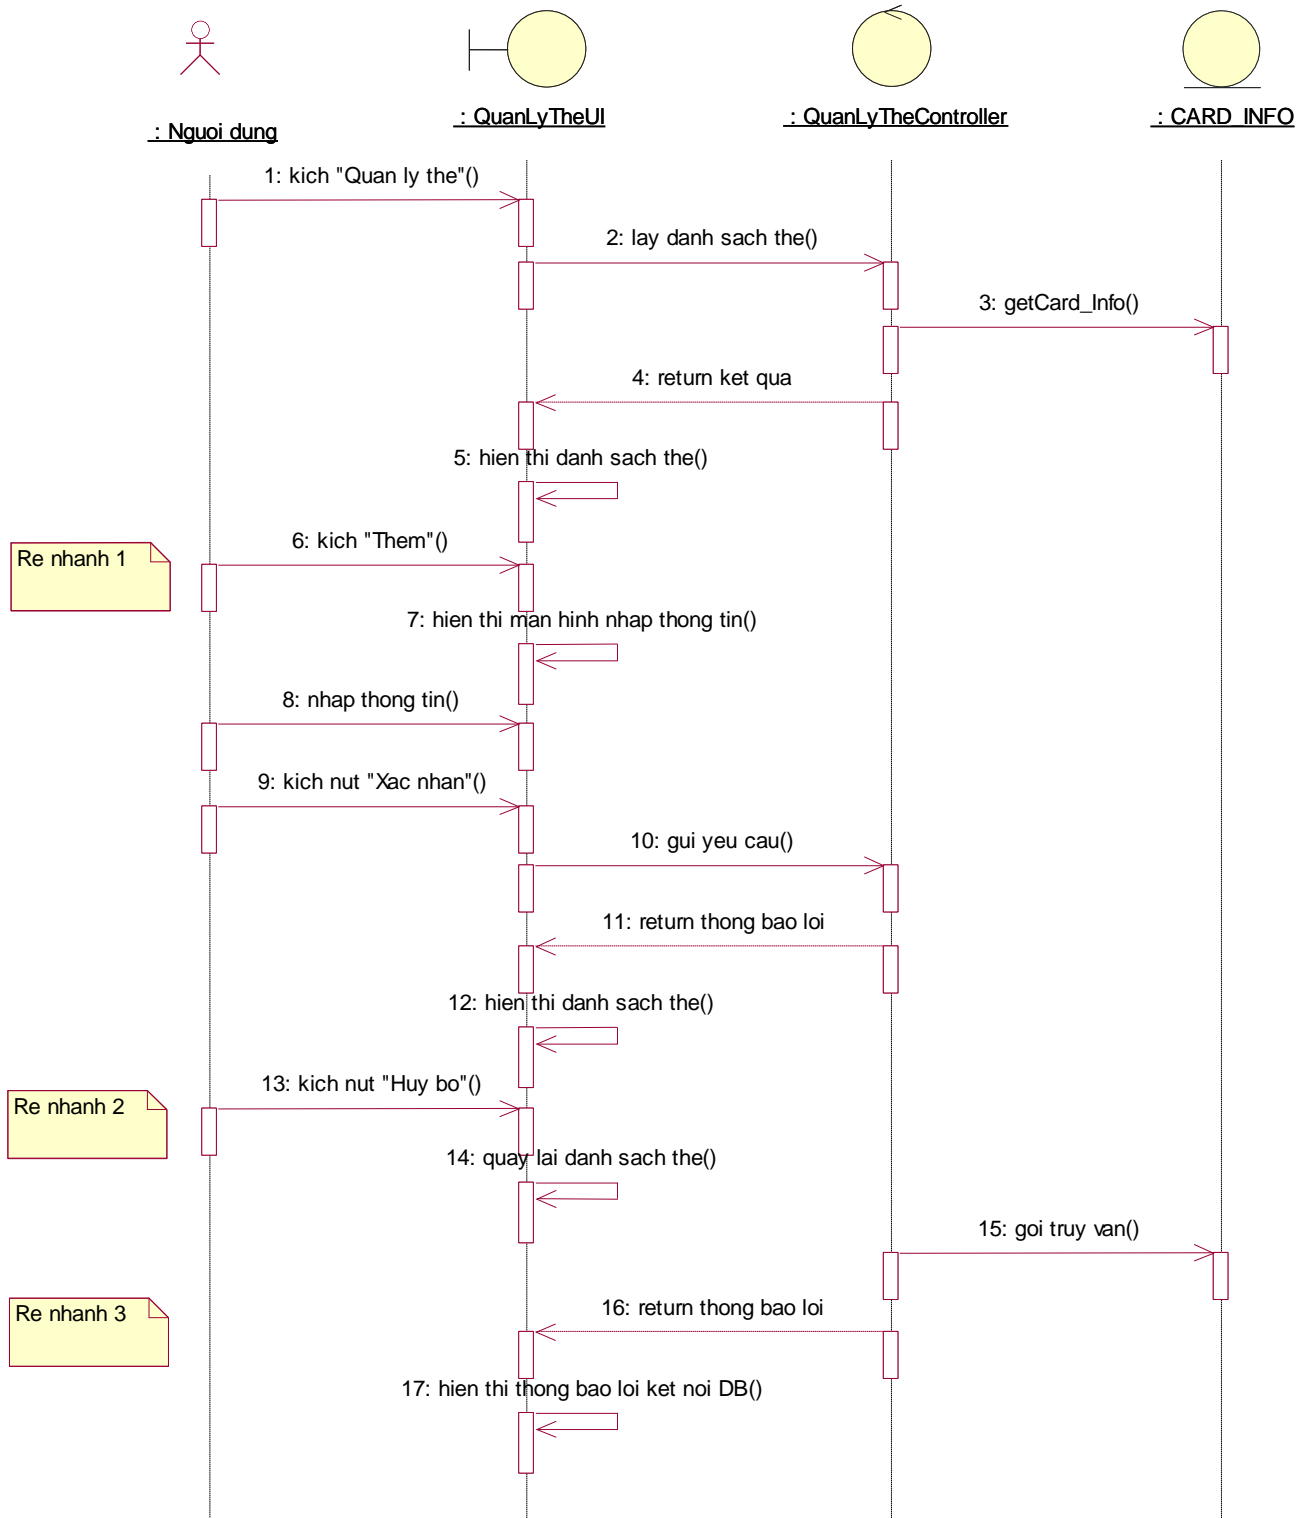 : Nguoi dung
: QuanLyTheUI
: QuanLyTheController
: CARD_INFO
1: kich "Quan ly the"()
2: lay danh sach the()
3: getCard_Info()
4: return ket qua
5: hien thi danh sach the()
Re nhanh 1
6: kich "Them"()
7: hien thi man hinh nhap thong tin()
8: nhap thong tin()
9: kich nut "Xac nhan"()
10: gui yeu cau()
11: return thong bao loi
12: hien thi danh sach the()
13: kich nut "Huy bo"()
Re nhanh 2
14: quay lai danh sach the()
15: goi truy van()
Re nhanh 3
16: return thong bao loi
17: hien thi thong bao loi ket noi DB()